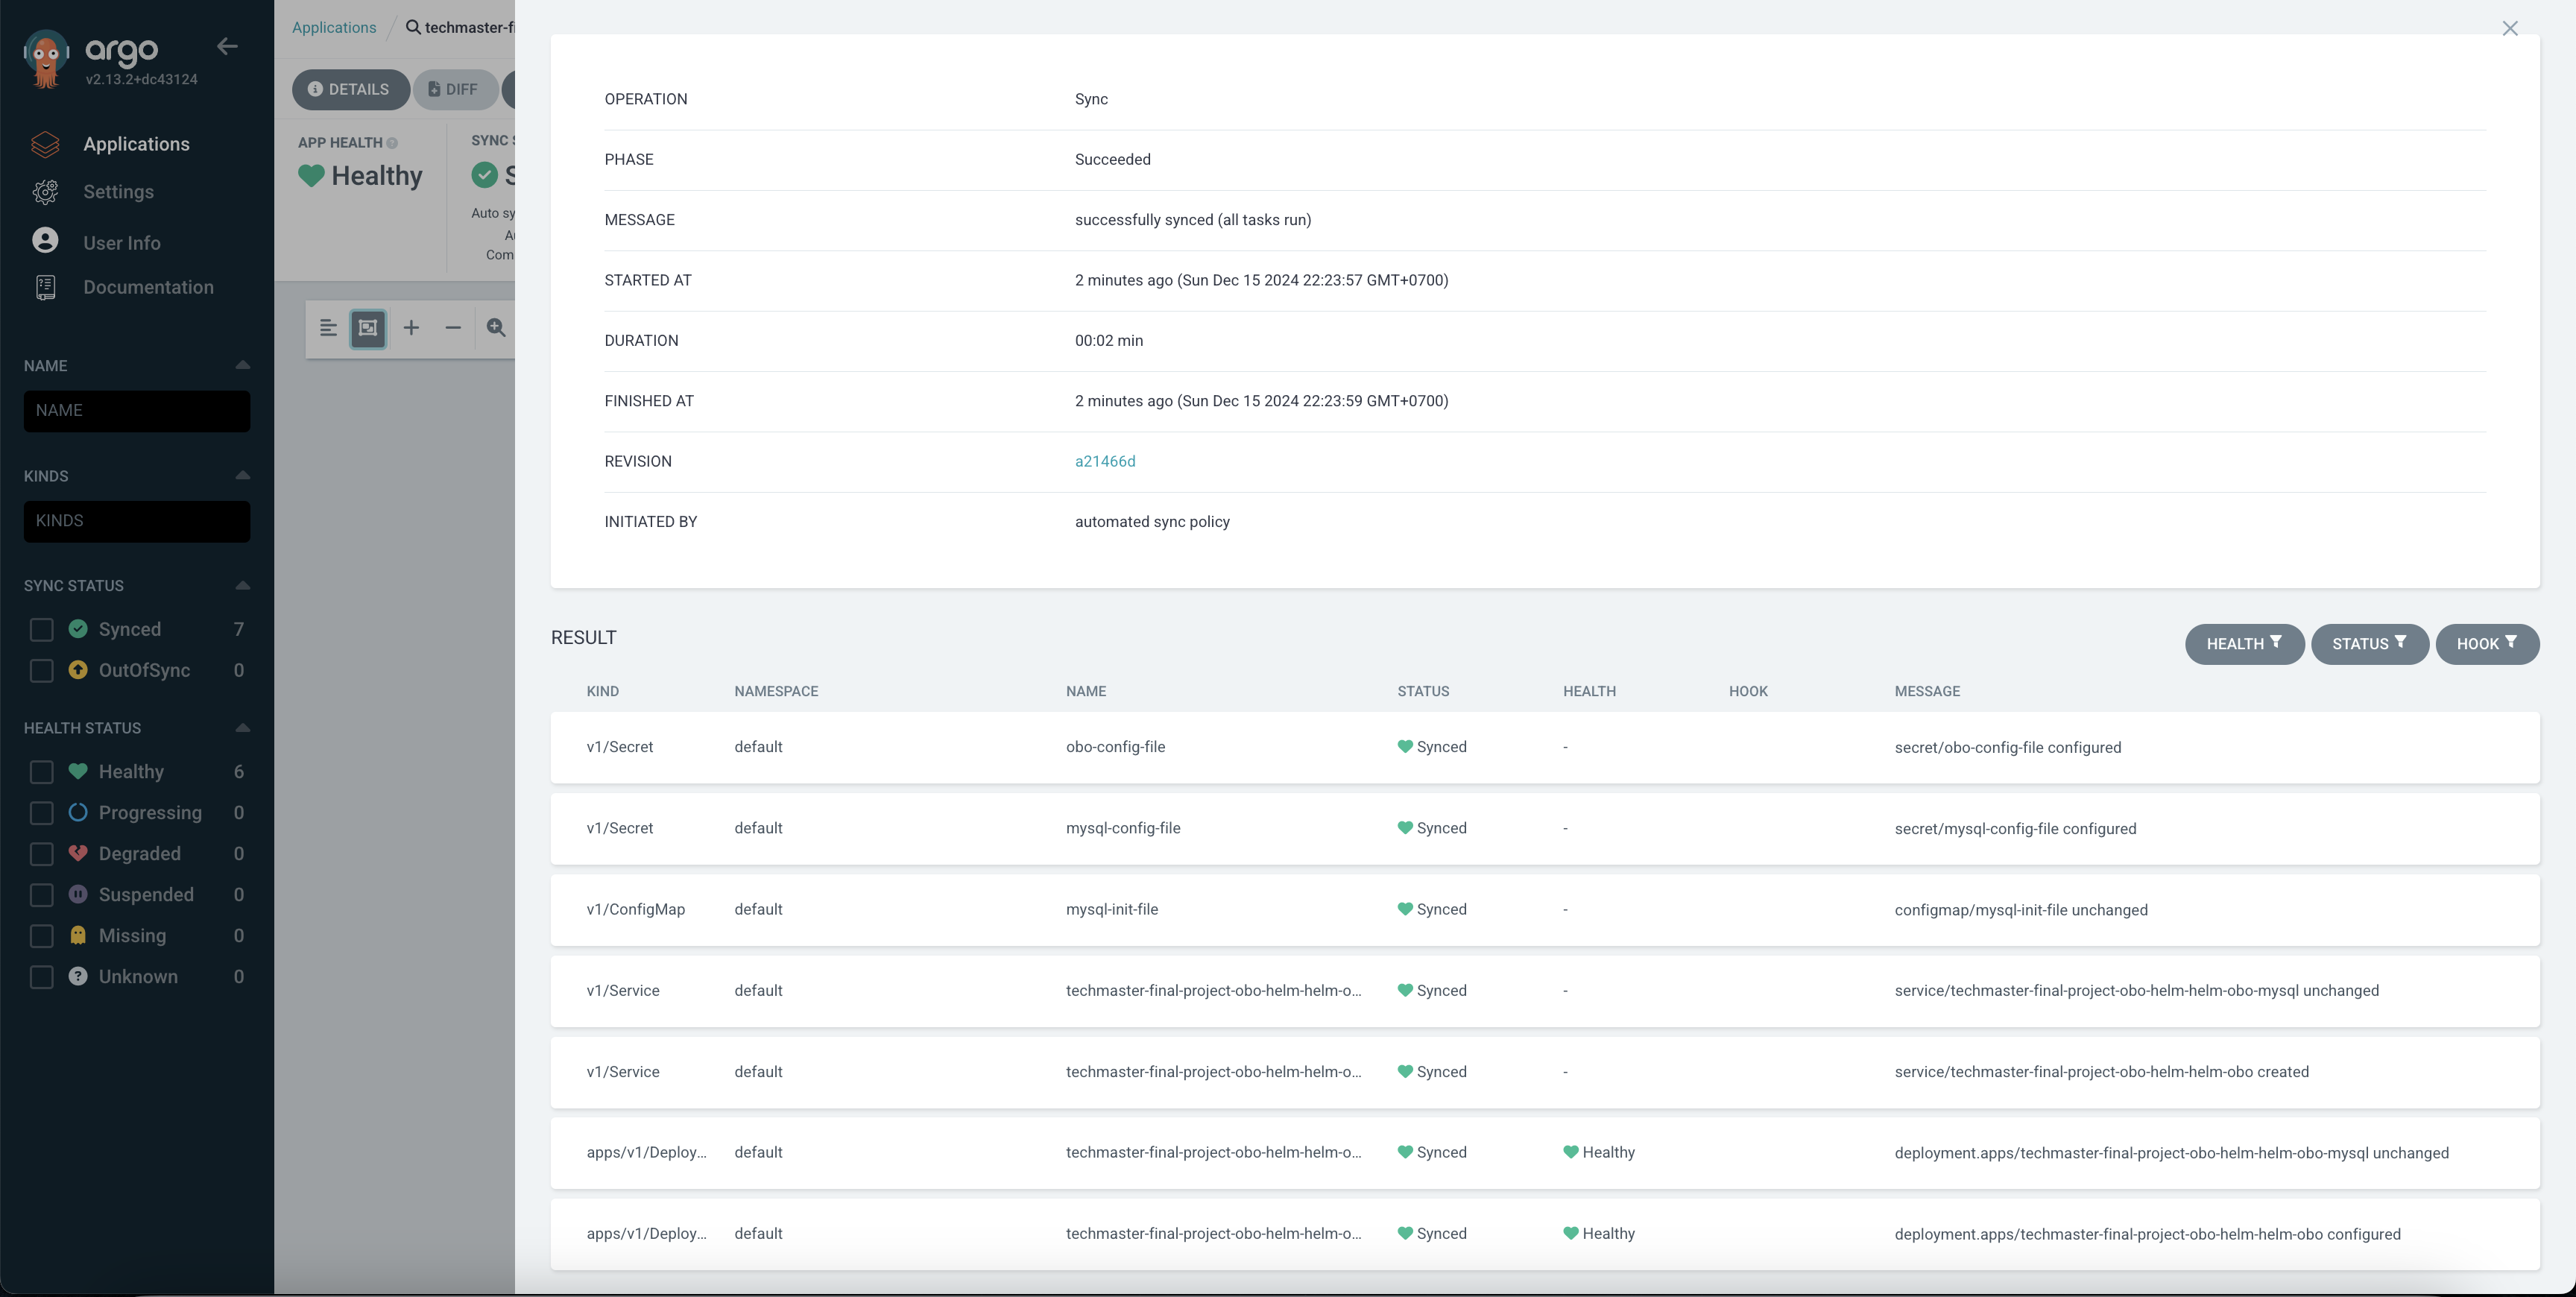 argo
v2.13.2+dc43124
Applications
Settings
User Info
Documentation
NAME
NAME
KINDS
KINDS
SYNC STATUS
Synced 7
OutOfSync 0
HEALTH STATUS
Healthy 6
Progressing 0
Degraded 0
Suspended 0
Missing 0
Unknown 0
Applications / techmaster-fi
DETAILS DIFF
APP HEALTH
Healthy
SYNC S
S
Auto sy
Au
Com
OPERATION Sync
PHASE Succeeded
MESSAGE successfully synced (all tasks run)
STARTED AT 2 minutes ago (Sun Dec 15 2024 22:23:57 GMT+0700)
DURATION 00:02 min
FINISHED AT 2 minutes ago (Sun Dec 15 2024 22:23:59 GMT+0700)
REVISION a21466d
INITIATED BY automated sync policy
RESULT HEALTH STATUS HOOK
KIND NAMESPACE NAME STATUS HEALTH HOOK MESSAGE
v1/Secret default obo-config-file Synced - secret/obo-config-file configured
v1/Secret default mysql-config-file Synced - secret/mysql-config-file configured
v1/ConfigMap default mysql-init-file Synced - configmap/mysql-init-file unchanged
v1/Service default techmaster-final-project-obo-helm-helm-o... Synced - service/techmaster-final-project-obo-helm-helm-obo-mysql unchanged
v1/Service default techmaster-final-project-obo-helm-helm-o... Synced - service/techmaster-final-project-obo-helm-helm-obo created
apps/v1/Deploy... default techmaster-final-project-obo-helm-helm-o... Synced Healthy deployment.apps/techmaster-final-project-obo-helm-helm-obo-mysql unchanged
apps/v1/Deploy... default techmaster-final-project-obo-helm-helm-o... Synced Healthy deployment.apps/techmaster-final-project-obo-helm-helm-obo configured